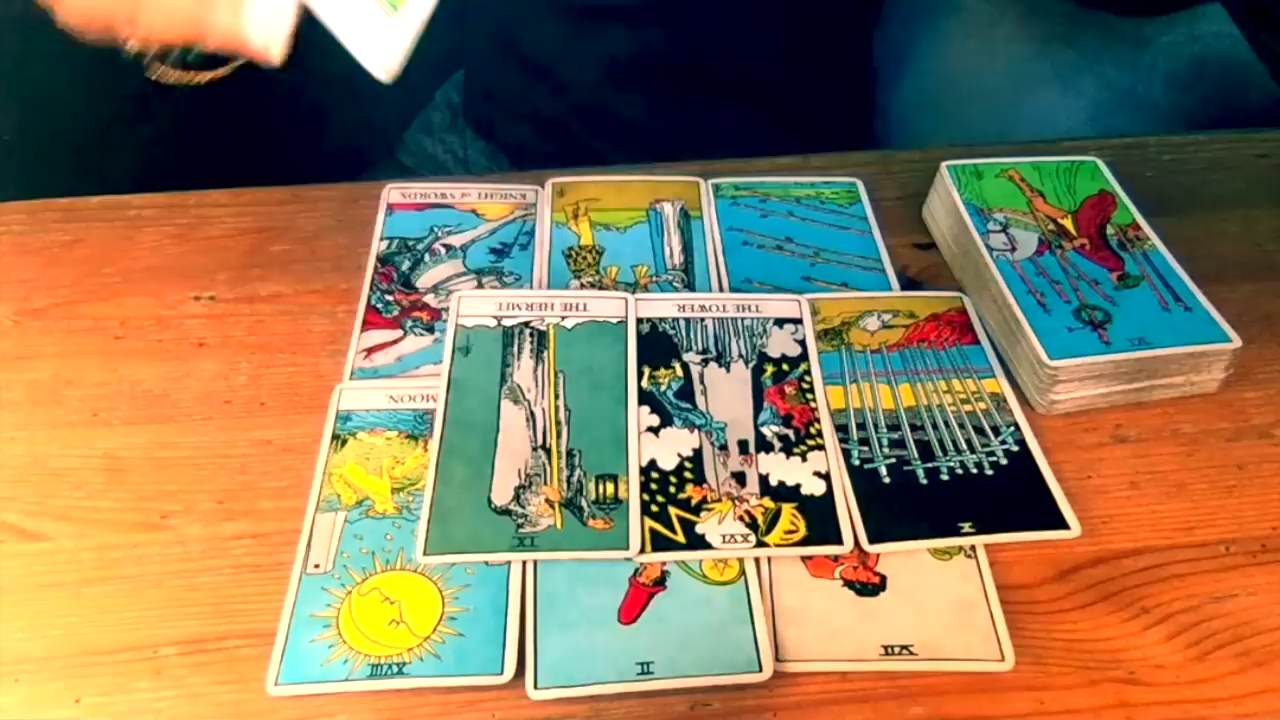 KNIGHT of SWORDS.
THE HERMIT.
THE TOWER.
VI
MOON.
IX
XVI
X
XVIII
II
VII